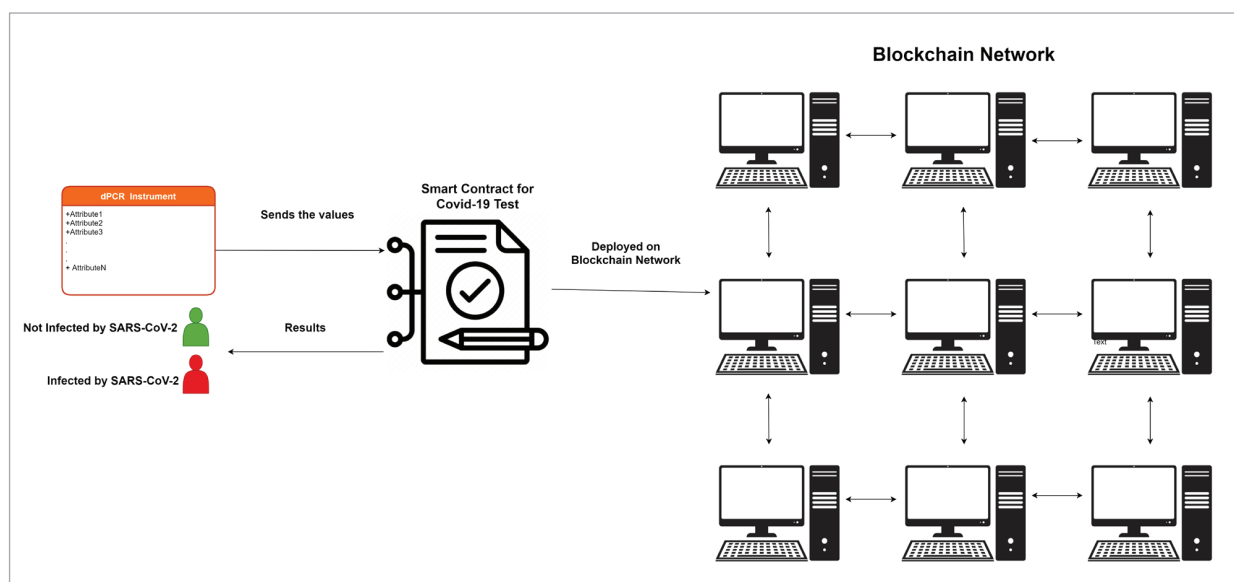 Blockchain Network
dPCR Instrument
+Attribute1
+Attribute2
+Attribute3
.
.
.
+ AttributeN
Sends the values
Smart Contract for
Covid-19 Test
Deployed on
Blockchain Network
Not Infected by SARS-CoV-2
Results
Infected by SARS-CoV-2
Text